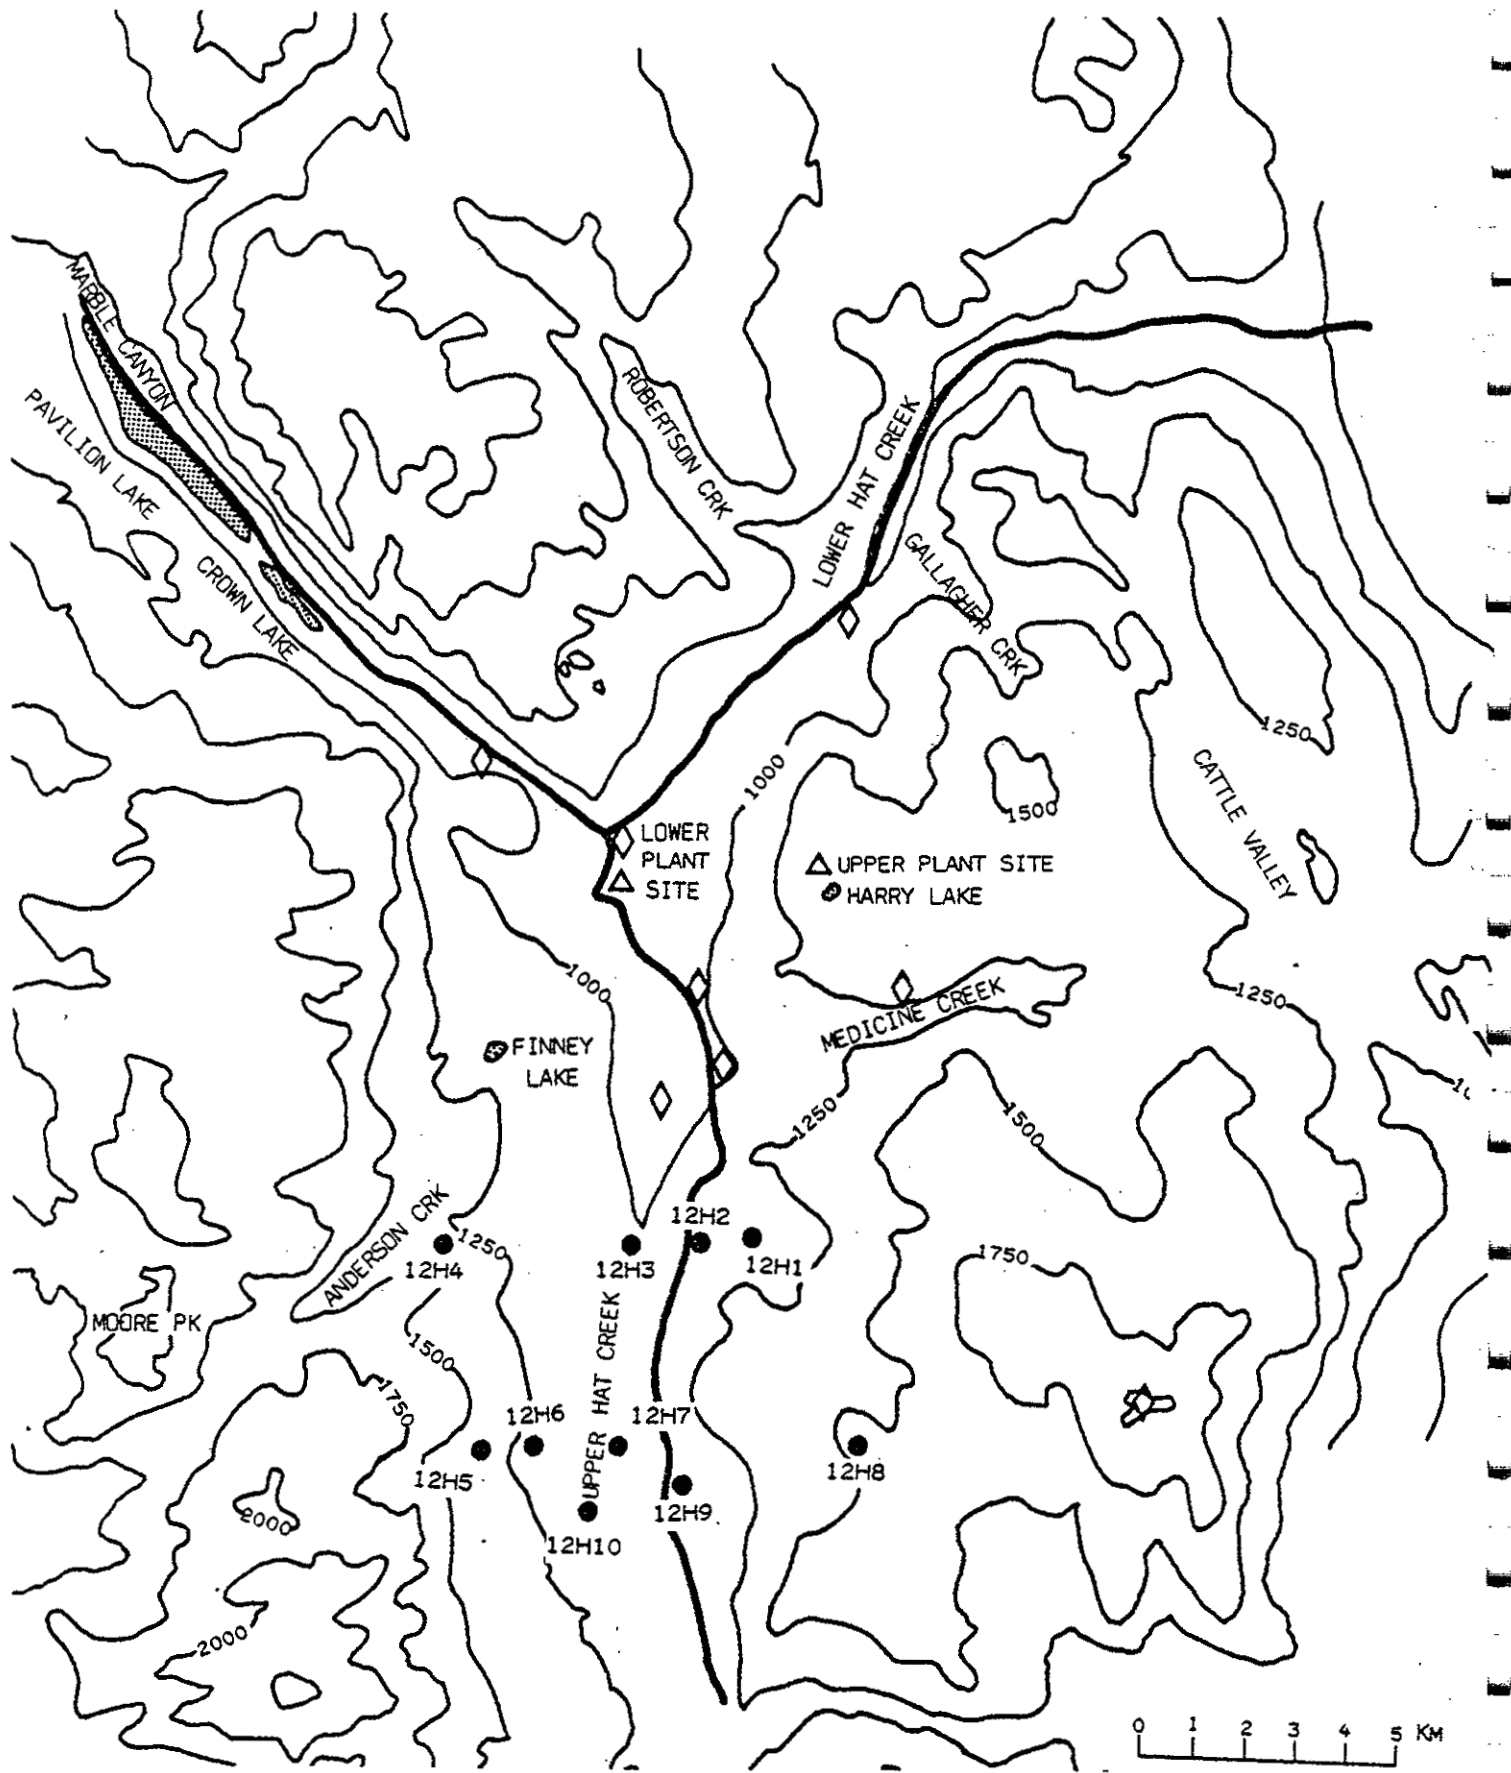 MARBLE CANYON
PAVILION LAKE
CROWN LAKE
ROBERTSON CRK
LOWER HAT CREEK
GALLAGHER CRK
1250
CATTLE VALLEY
1000
1500
LOWER
PLANT
SITE
UPPER PLANT SITE
HARRY LAKE
1000
1250
MEDICINE CREEK
FINNEY
LAKE
1250
1500
ANDERSON CRK
12H2
1250
12H4
12H3
12H1
1750
MOORE PK
UPPER HAT CREEK
1500
1750
12H6
12H7
12H5
12H8
2000
12H9
12H10
2000
0 1 2 3 4 5 KM